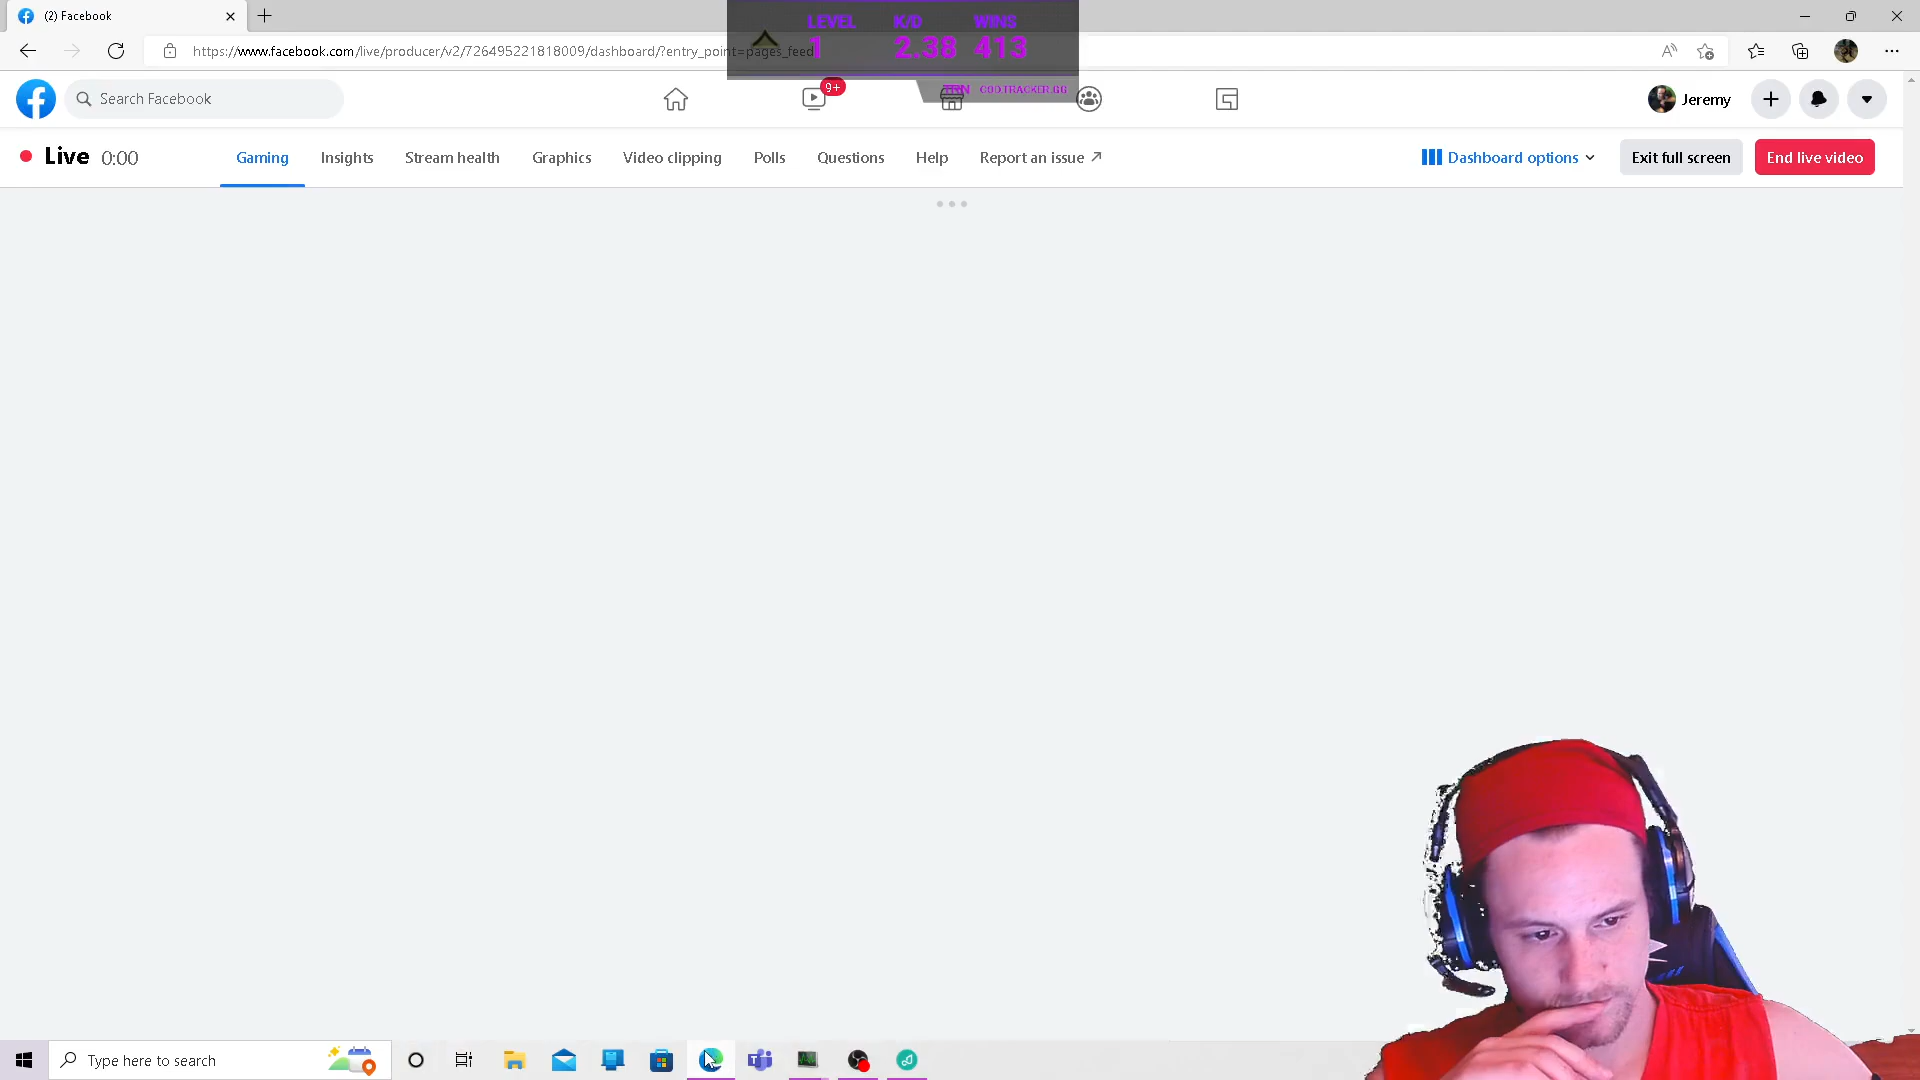 (2) Facebook
LEVEL K/D WINS
1 2.38 413
https://www.facebook.com/live/producer/v2/726495221818009/dashboard/?entry_point=pages_feed
TRN CODTRACKER.GG
Search Facebook
9+
Jeremy
Live 0:00
Gaming
Insights
Stream health
Graphics
Video clipping
Polls
Questions
Help
Report an issue
Dashboard options
Exit full screen
End live video
Type here to search